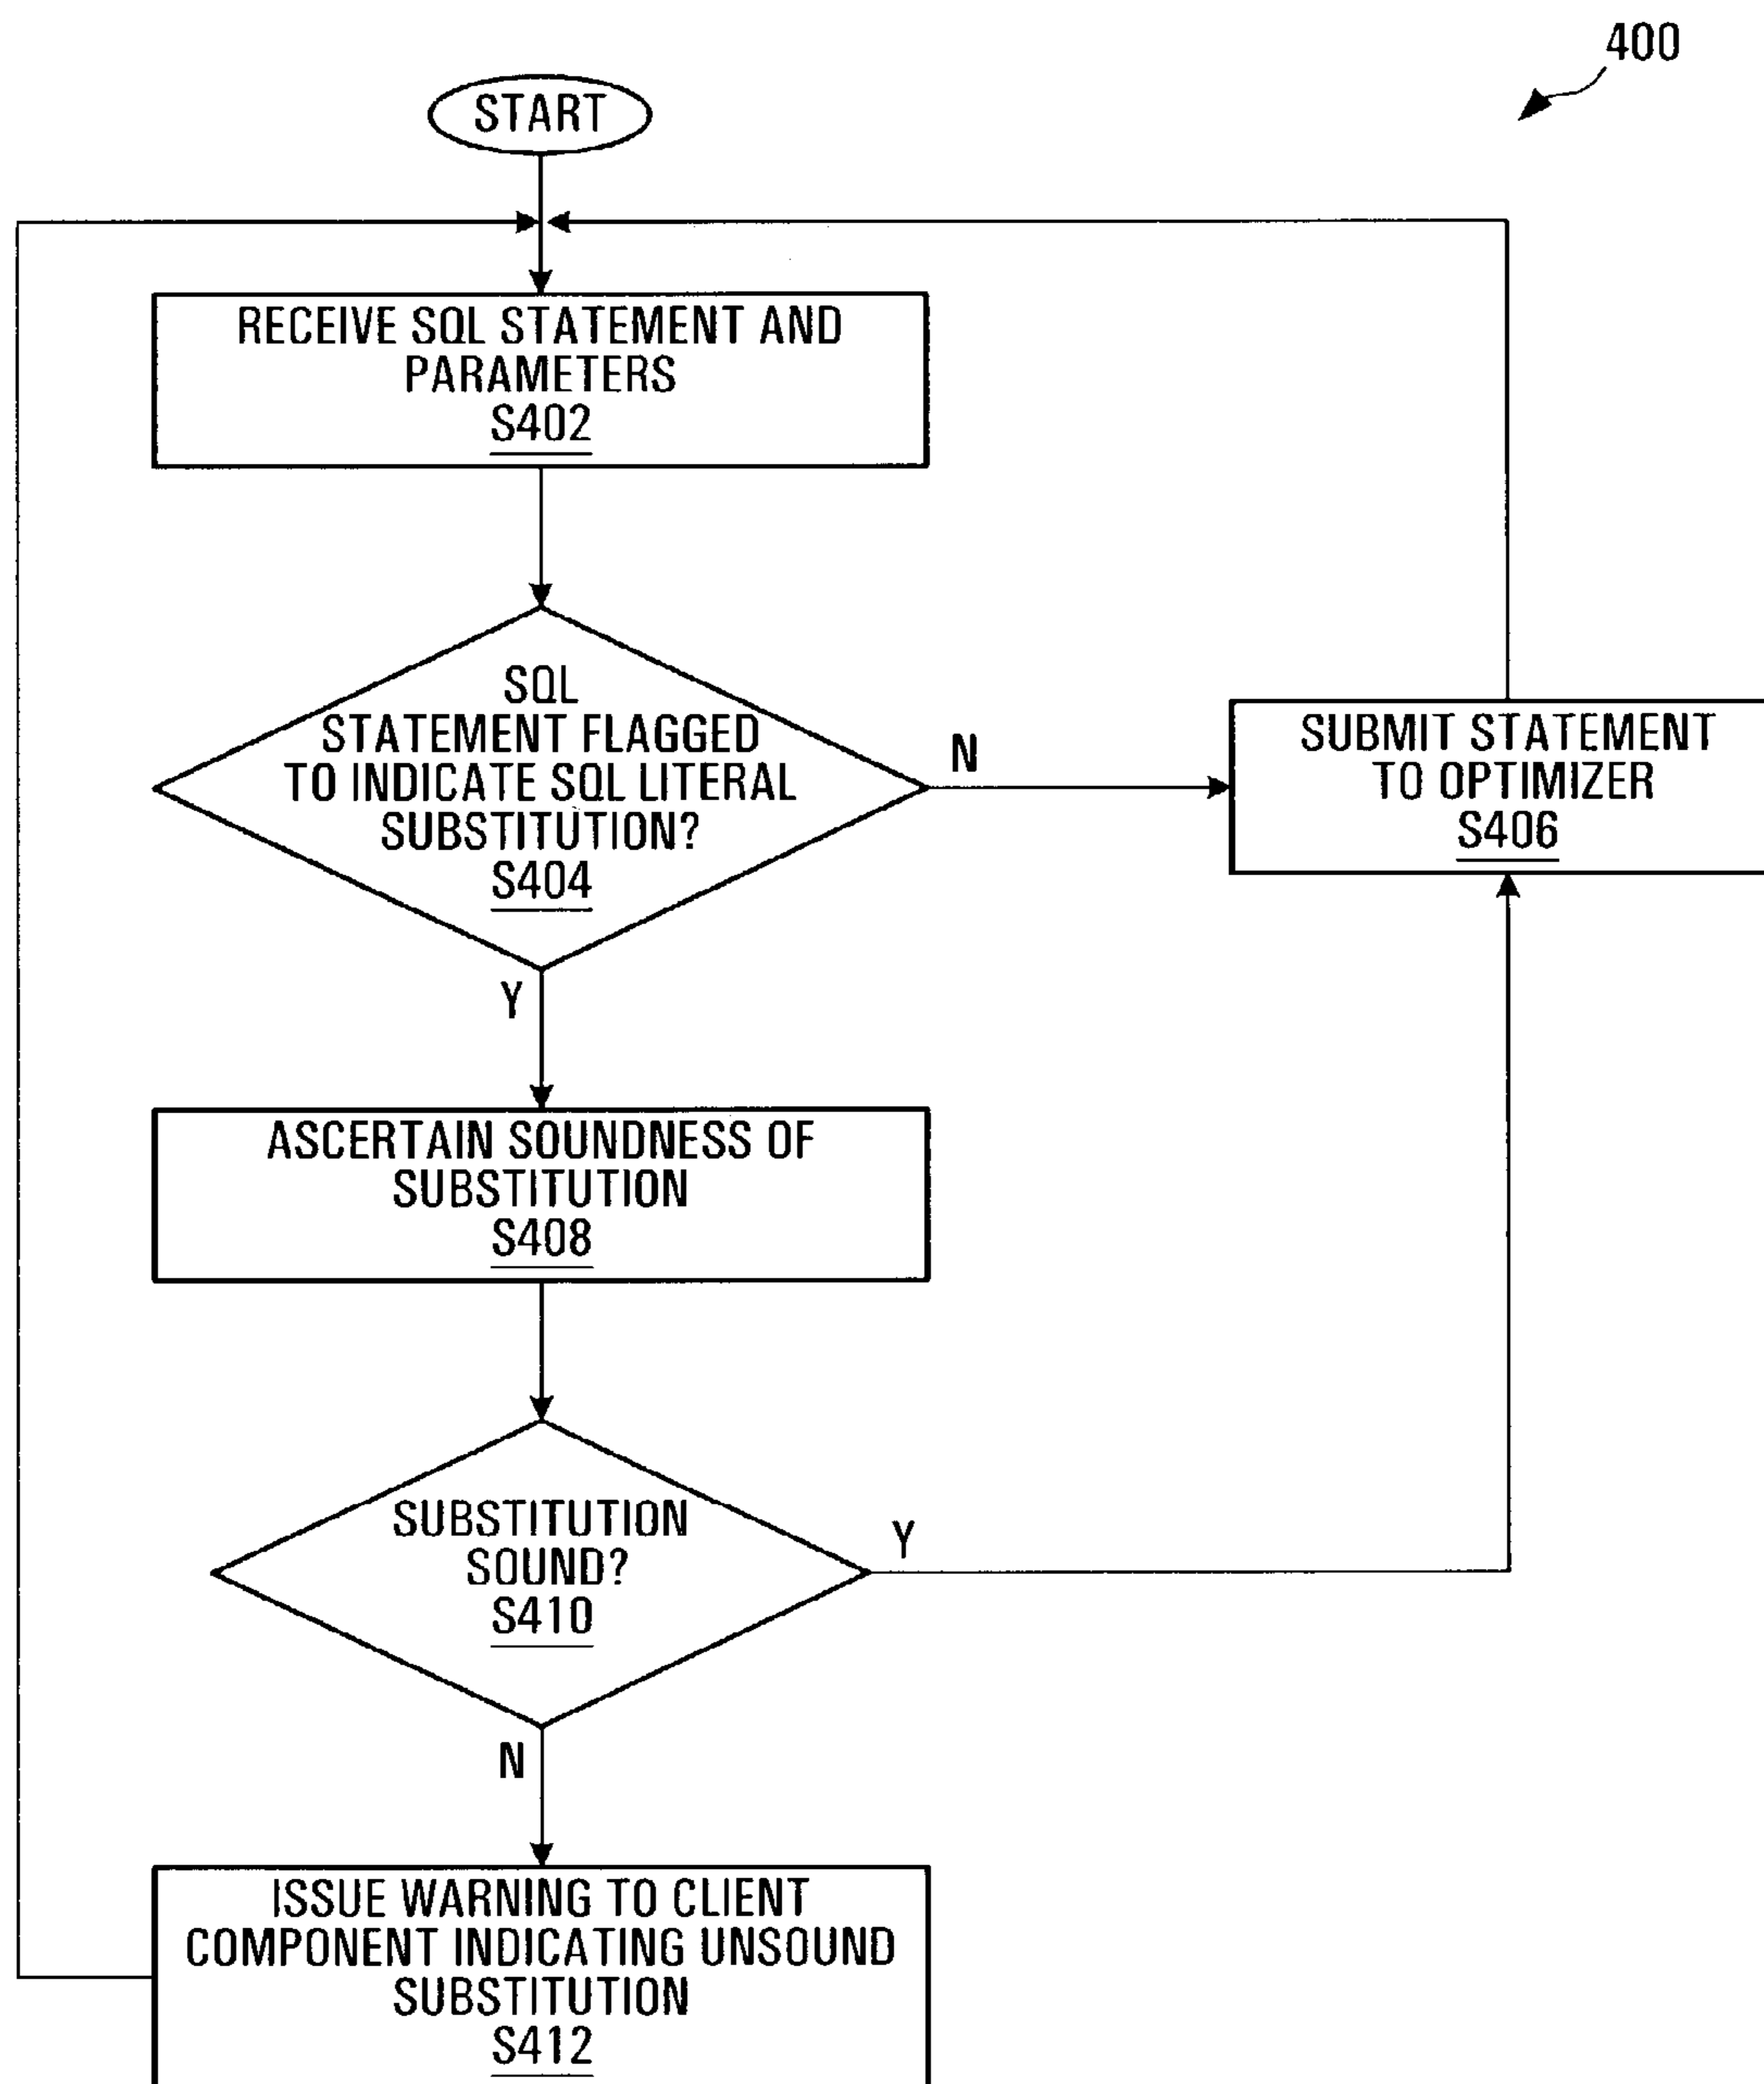 400
START
RECEIVE SQL STATEMENT AND
PARAMETERS
S402
SQL
STATEMENT FLAGGED
TO INDICATE SQL LITERAL
SUBSTITUTION?
S404
N
SUBMIT STATEMENT
TO OPTIMIZER
S406
Y
ASCERTAIN SOUNDNESS OF
SUBSTITUTION
S408
SUBSTITUTION
SOUND?
S410
Y
N
ISSUE WARNING TO CLIENT
COMPONENT INDICATING UNSOUND
SUBSTITUTION
S412